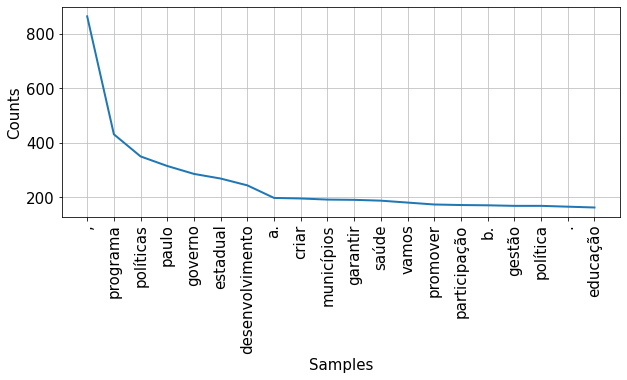 800
600
400
200
Counts
,
programa
políticas
paulo
governo
estadual
desenvolvimento
a.
criar
municípios
garantir
saúde
vamos
promover
participação
b.
gestão
política
.
educação
Samples